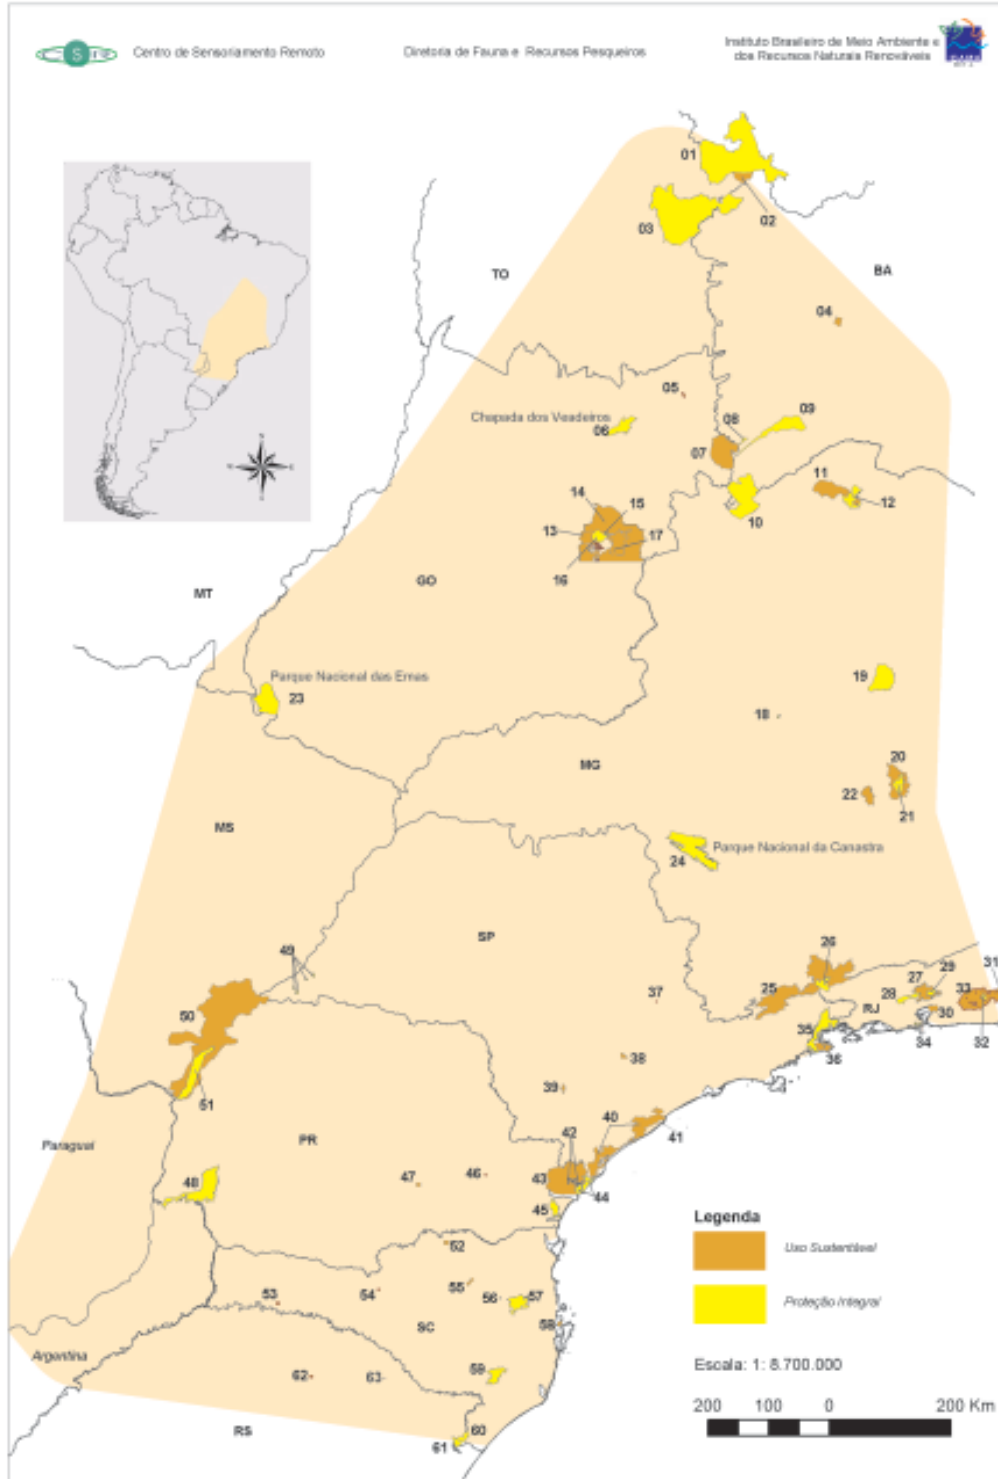 Centro de Sensoriamento Remoto
Diretoria de Fauna e Recursos Pesqueiros
Instituto Brasileiro de Meio Ambiente e
dos Recursos Naturais Renováveis
01
02
03
TO
BA
04
05
Chapada dos Veadeiros
06
08
09
07
10
11
12
14
15
13
17
16
GO
MT
Parque Nacional das Emas
23
19
18
MG
20
22
21
MS
24
Parque Nacional da Canastra
SP
26
49
37
25
27
29
31
28
33
RJ
30
50
35
34
32
36
38
39
51
40
41
Paraguai
PR
42
48
47
46
43
44
45
52
Legenda
Uso Sustentável
Proteção Integral
53
54
55
56
57
58
SC
Argentina
59
62
63
Escala: 1: 8.700.000
200 100 0 200 Km
RS
60
61